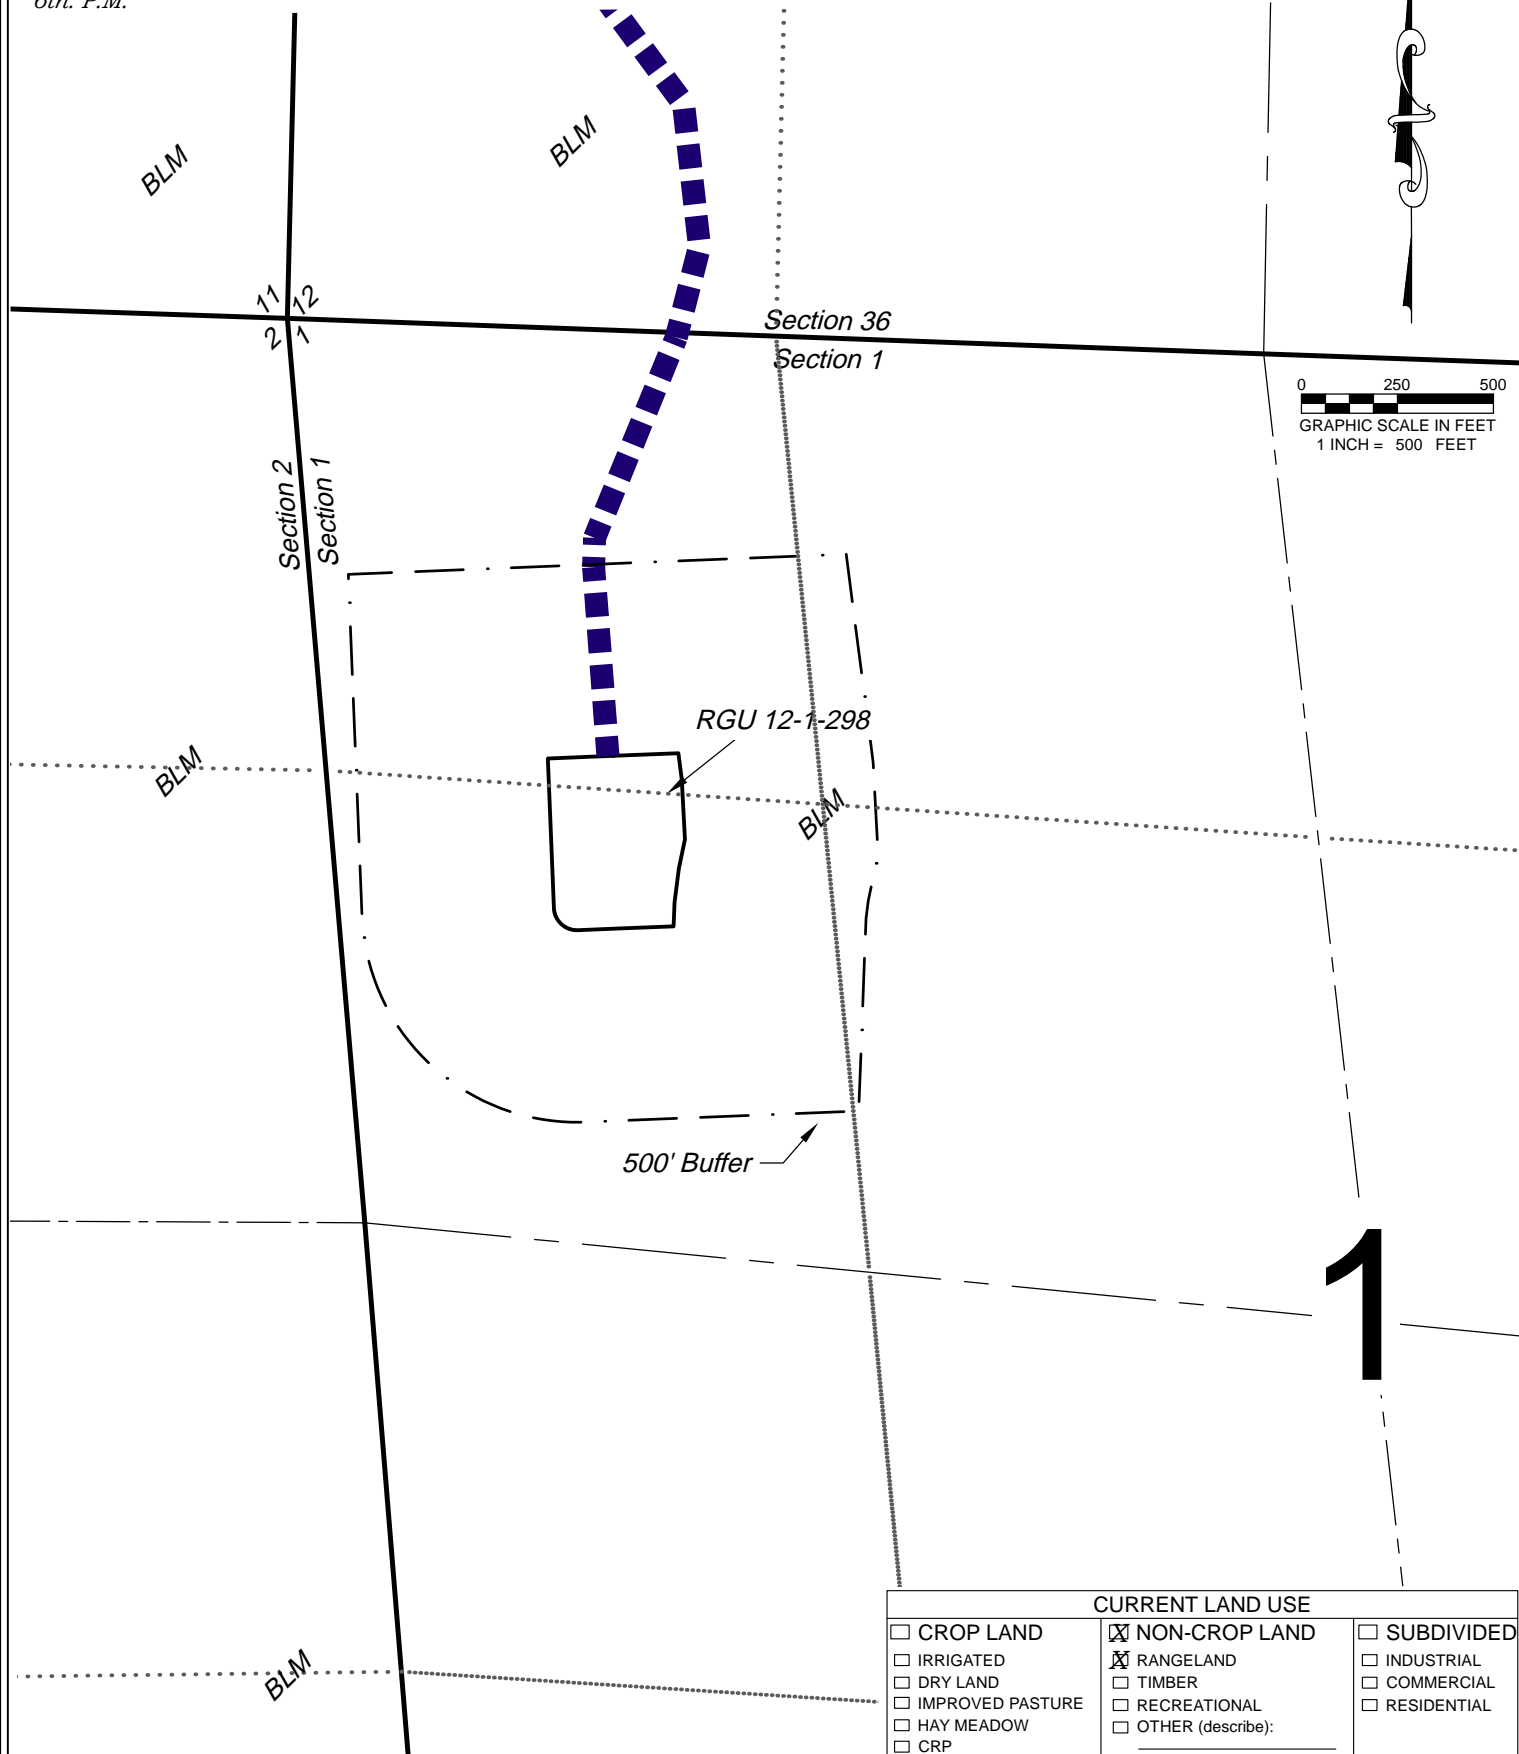 6th. P.M.
BLM
BLM
11
12
2
1
Section 36
Section 1
0 250 500
GRAPHIC SCALE IN FEET
1 INCH = 500 FEET
Section 2
Section 1
RGU 12-1-298
BLM
BLM
500' Buffer
1
BLM
CURRENT LAND USE
CROP LAND
IRRIGATED
DRY LAND
IMPROVED PASTURE
HAY MEADOW
CRP
X NON-CROP LAND
X RANGELAND
TIMBER
RECREATIONAL
OTHER (describe):
SUBDIVIDED
INDUSTRIAL
COMMERCIAL
RESIDENTIAL